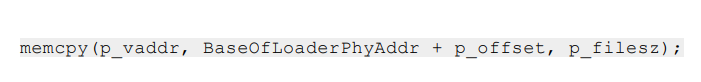 memcpy(p_vaddr, BaseOfLoaderPhyAddr + p_offset, p_filesz);